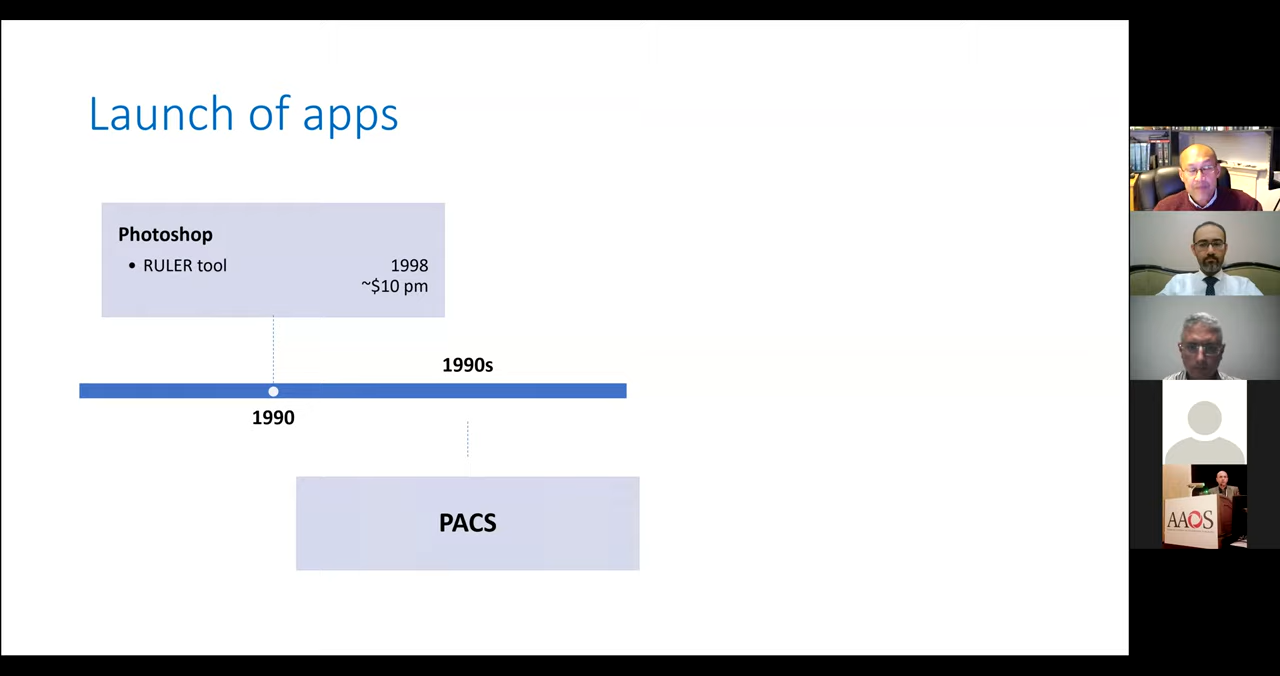 Launch of apps
Photoshop
• RULER tool 1998
~$10 pm
1990s
1990
PACS
AAOS